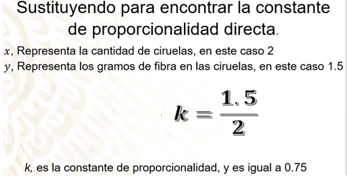 Sustituyendo para encontrar la constante
de proporcionalidad directa.
x, Representa la cantidad de ciruelas, en este caso 2
y, Representa los gramos de fibra en las ciruelas, en este caso 1.5
k = 1.5
2
k, es la constante de proporcionalidad, y es igual a 0.75